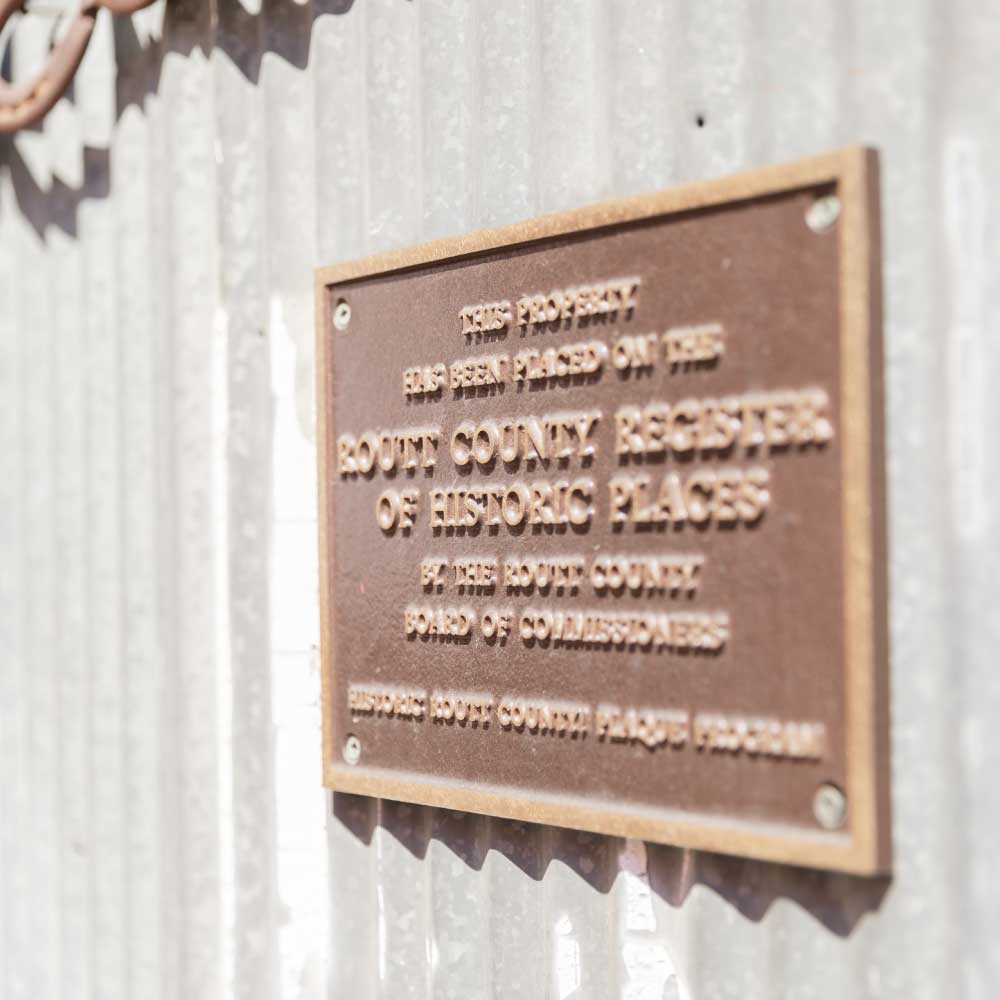 THIS PROPERTY
HAS BEEN PLACED ON THE
ROUTT COUNTY REGISTER
OF HISTORIC PLACES
BY THE ROUTT COUNTY
BOARD OF COMMISSIONERS
HISTORIC ROUTT COUNTY! PLAQUE PROGRAM